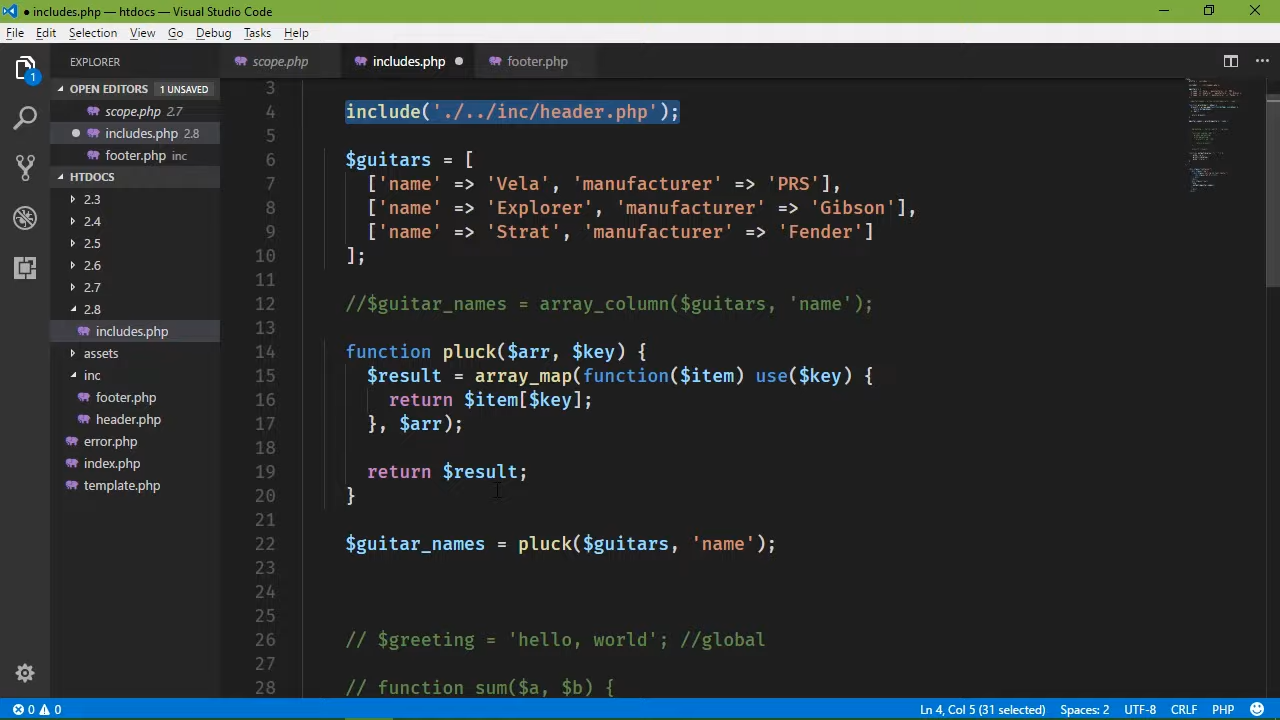 ● includes.php — htdocs — Visual Studio Code
File Edit Selection View Go Debug Tasks Help
EXPLORER
scope.php
includes.php
footer.php
1
OPEN EDITORS 1 UNSAVED
scope.php 2.7
includes.php 2.8
footer.php inc
HTDOCS
2.3
2.4
2.5
2.6
2.7
2.8
includes.php
assets
inc
footer.php
header.php
error.php
index.php
template.php
3
4 include('./../inc/header.php');
5
6 $guitars = [
7 ['name' => 'Vela', 'manufacturer' => 'PRS'],
8 ['name' => 'Explorer', 'manufacturer' => 'Gibson'],
9 ['name' => 'Strat', 'manufacturer' => 'Fender']
10 ];
11
12 //$guitar_names = array_column($guitars, 'name');
13
14 function pluck($arr, $key) {
15 $result = array_map(function($item) use($key) {
16 return $item[$key];
17 }, $arr);
18
19 return $result;
20 }
21
22 $guitar_names = pluck($guitars, 'name');
23
24
25
26 // $greeting = 'hello, world'; //global
27
28 // function sum($a, $b) {
0 0
Ln 4, Col 5 (31 selected) Spaces: 2 UTF-8 CRLF PHP